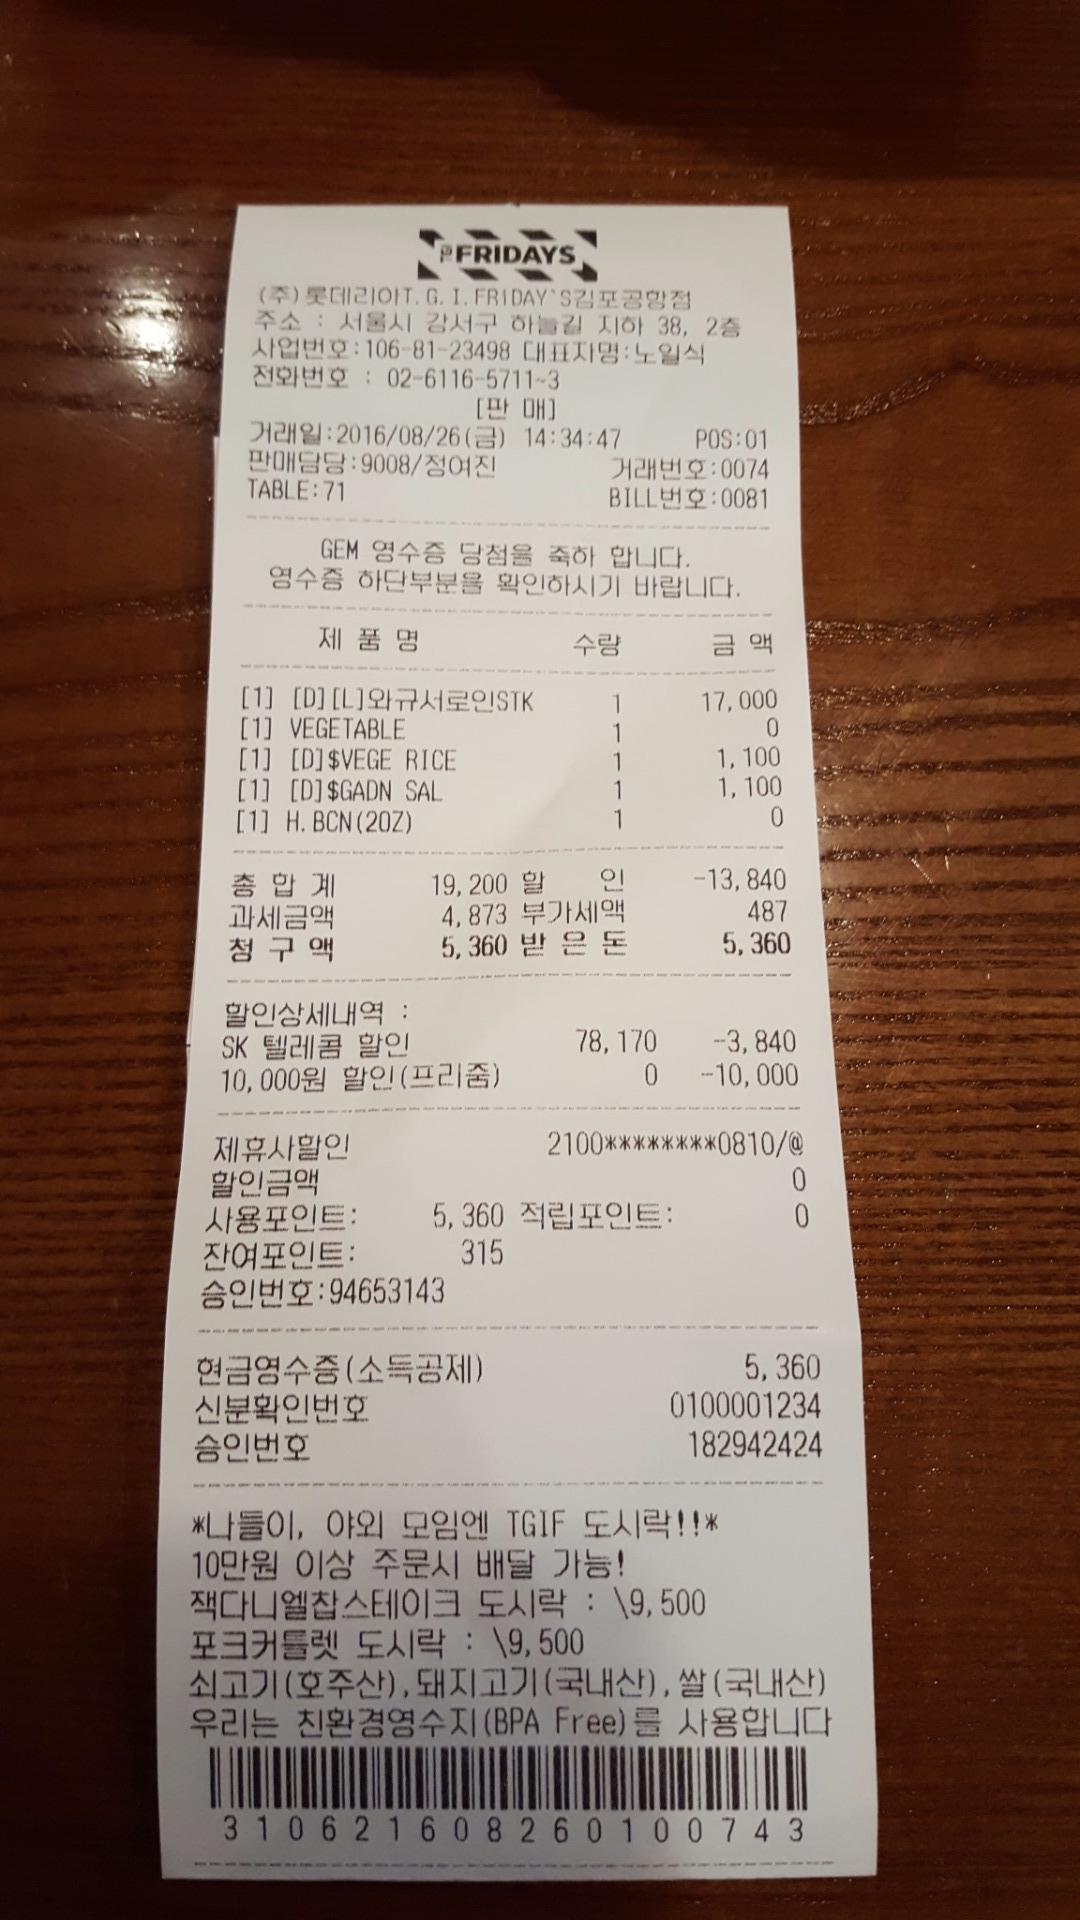 TGI FRIDAYS
(주)롯데리아T.G.I.FRIDAY`S김포공항점
주소 : 서울시 강서구 하늘길 지하 38, 2층
사업번호:106-81-23498 대표자명:노일식
전화번호 : 02-6116-5711~3
[판 매]
거래일:2016/08/26(금) 14:34:47 POS:01
판매담당:9008/정여진 거래번호:0074
TABLE:71 BILL번호:0081
GEM 영수증 당첨을 축하 합니다.
영수증 하단부분을 확인하시기 바랍니다.
제 품 명 수량 금 액
[1] [D][L]와규서로인STK 1 17,000
[1] VEGETABLE 1 0
[1] [D]$VEGE RICE 1 1,100
[1] [D]$GADN SAL 1 1,100
[1] H.BCN(2OZ) 1 0
총 합 계 19,200 할 인 -13,840
과세금액 4,873 부가세액 487
청 구 액 5,360 받 은 돈 5,360
할인상세내역 :
SK 텔레콤 할인 78,170 -3,840
10,000원 할인(프리줌) 0 -10,000
제휴사할인 2100********0810/@
할인금액 0
사용포인트: 5,360 적립포인트: 0
잔여포인트: 315
승인번호:94653143
현금영수증(소득공제) 5,360
신분확인번호 0100001234
승인번호 182942424
*나들이, 야외 모임엔 TGIF 도시락!!*
10만원 이상 주문시 배달 가능!
잭다니엘찹스테이크 도시락 : \9,500
포크커틀렛 도시락 : \9,500
쇠고기(호주산),돼지고기(국내산),쌀(국내산)
우리는 친환경영수지(BPA Free)를 사용합니다
310621608260100743